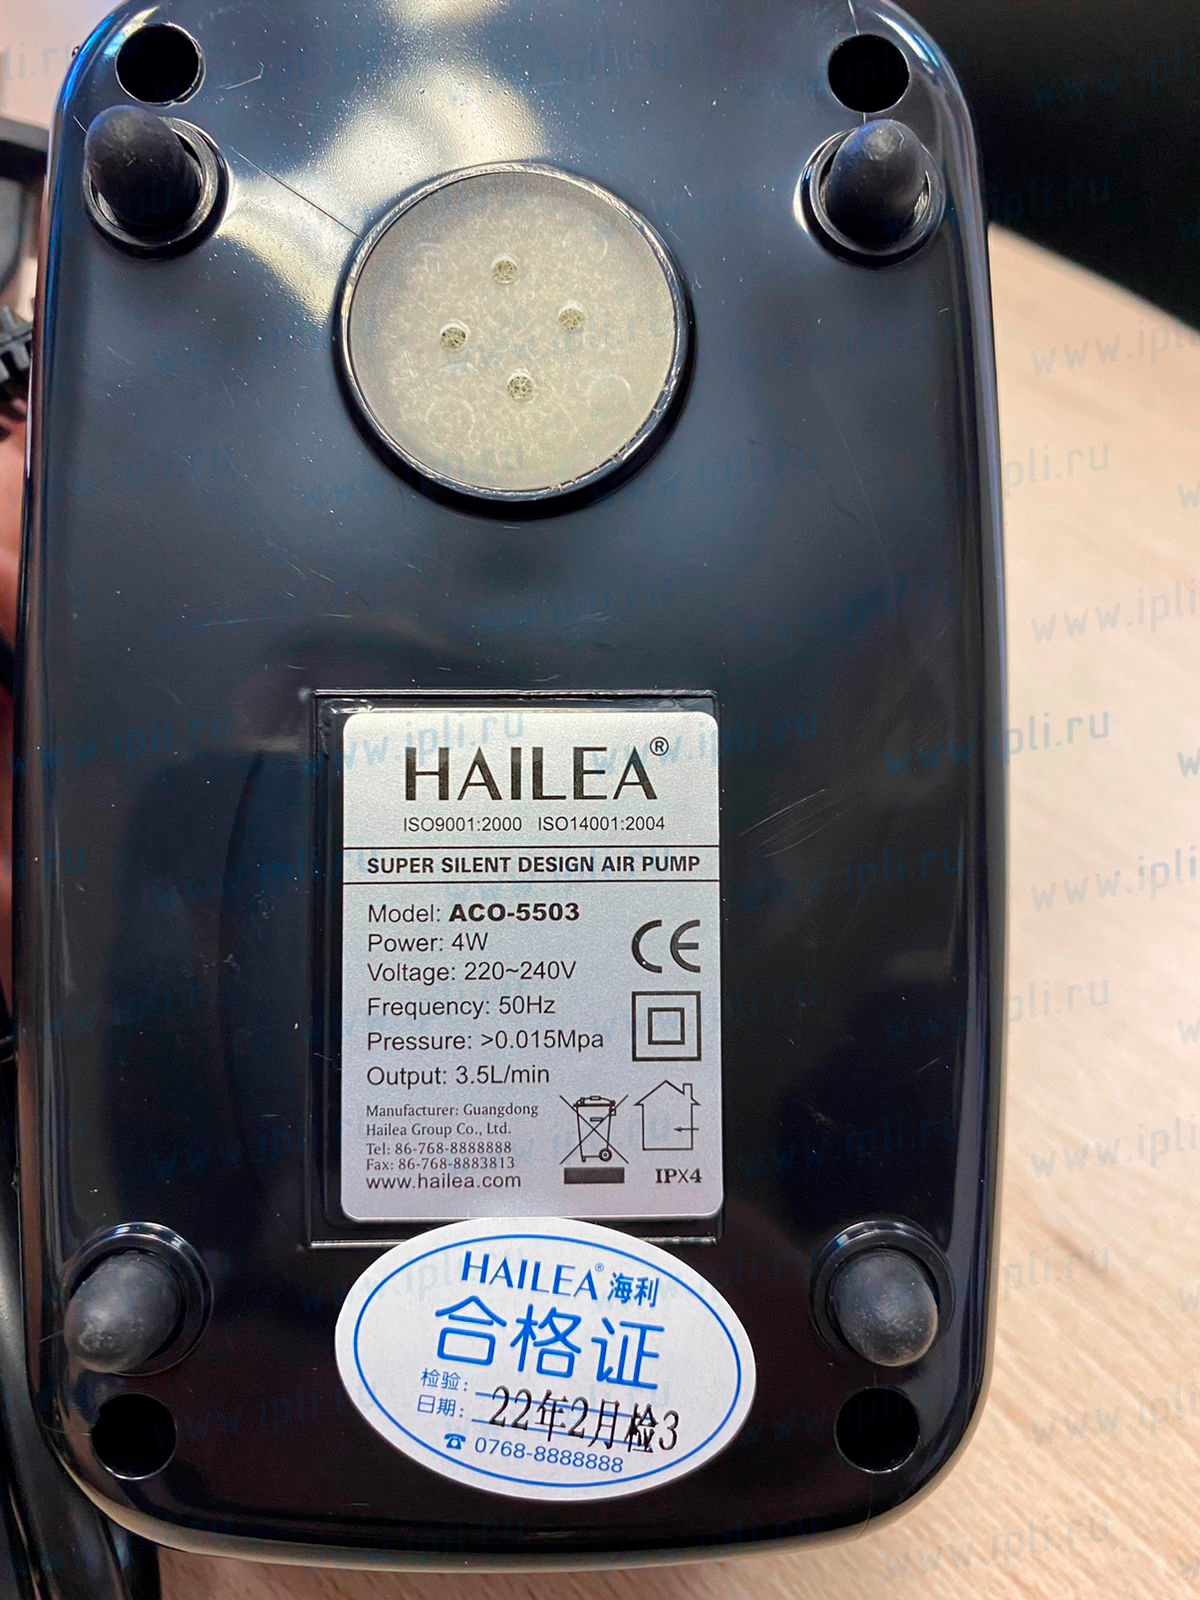 HAILEA®
ISO9001:2000 ISO14001:2004
SUPER SILENT DESIGN AIR PUMP
Model: ACO-5503
Power: 4W
Voltage: 220~240V
Frequency: 50Hz
Pressure: >0.015Mpa
Output: 3.5L/min
Manufacturer: Guangdong
Hailea Group Co., Ltd.
Tel: 86-768-8888888
Fax: 86-768-8883813
www.hailea.com
CE
IPX4
HAILEA® 海利
合格证
检验:
日期: 22年2月检3
☎ 0768-8888888
www.ipli.ru